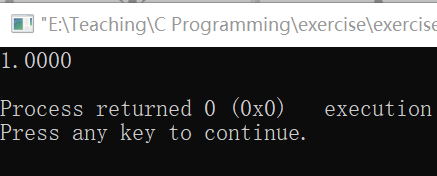 "E:\Teaching\C Programming\exercise\exercise
1.0000
Process returned 0 (0x0)   execution
Press any key to continue.